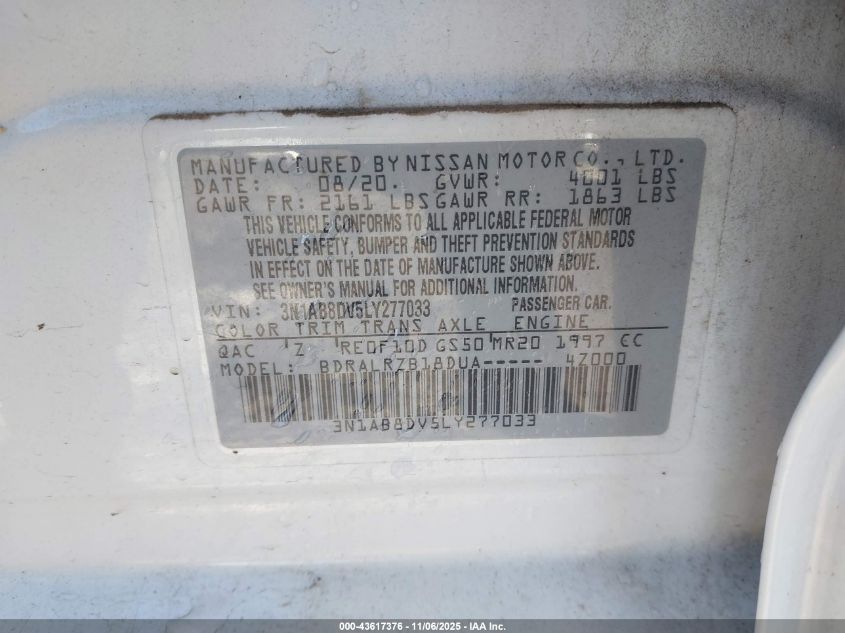 MANUFACTURED BY NISSAN MOTOR CO., LTD.
DATE: 08/20. GVWR: 4001 LBS
GAWR FR: 2161 LBS GAWR RR: 1863 LBS
THIS VEHICLE CONFORMS TO ALL APPLICABLE FEDERAL MOTOR
VEHICLE SAFETY, BUMPER AND THEFT PREVENTION STANDARDS
IN EFFECT ON THE DATE OF MANUFACTURE SHOWN ABOVE.
SEE OWNER'S MANUAL FOR ADDITIONAL INFORMATION.
VIN: 3N1AB8DV5LY277033 PASSENGER CAR.
COLOR TRIM TRANS AXLE ENGINE
QAC Z RE0F10D GS50 MR20 1997 CC
MODEL: BDRALRZB18DUA----- 4Z000
3N1AB8DV5LY277033
000-43617376 - 11/06/2025 - IAA Inc.